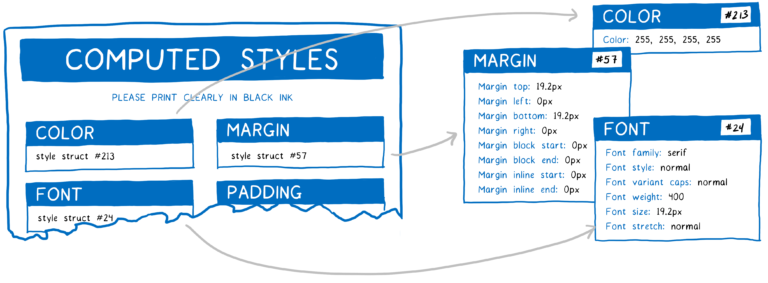 COMPUTED STYLES
PLEASE PRINT CLEARLY IN BLACK INK
COLOR
style struct #213
MARGIN
style struct #57
FONT
style struct #24
PADDING
COLOR #213
Color: 255, 255, 255, 255
MARGIN #57
Margin top: 19.2px
Margin left: 0px
Margin bottom: 19.2px
Margin right: 0px
Margin block start: 0px
Margin block end: 0px
Margin inline start: 0px
Margin inline end: 0px
FONT #24
Font family: serif
Font style: normal
Font variant caps: normal
Font weight: 400
Font size: 19.2px
Font stretch: normal